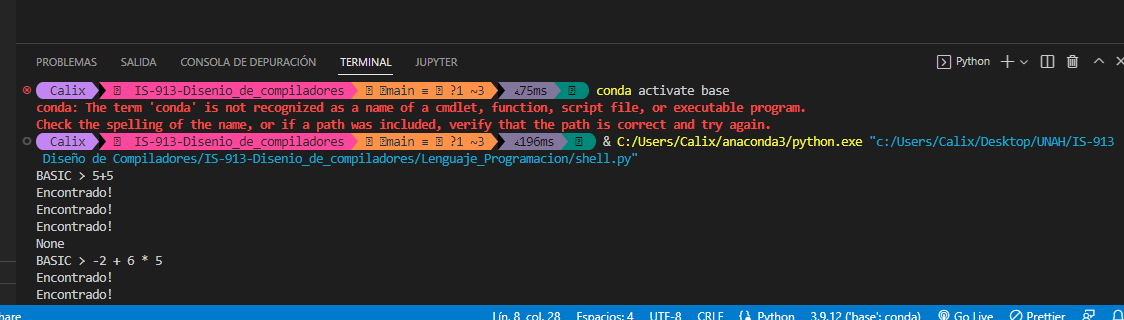 PROBLEMAS SALIDA CONSOLA DE DEPURACIÓN TERMINAL JUPYTER Python
Calix IS-913-Disenio_de_compiladores main ≡ ?1 ~3 75ms conda activate base
conda: The term 'conda' is not recognized as a name of a cmdlet, function, script file, or executable program.
Check the spelling of the name, or if a path was included, verify that the path is correct and try again.
Calix IS-913-Disenio_de_compiladores main ≡ ?1 ~3 196ms & C:/Users/Calix/anaconda3/python.exe "c:/Users/Calix/Desktop/UNAH/IS-913
Diseño de Compiladores/IS-913-Disenio_de_compiladores/Lenguaje_Programacion/shell.py"
BASIC > 5+5
Encontrado!
Encontrado!
Encontrado!
None
BASIC > -2 + 6 * 5
Encontrado!
Encontrado!
hare Lín. 8, col. 28 Espacios: 4 UTF-8 CRLF Python 3.9.12 ('base': conda) Go Live Prettier